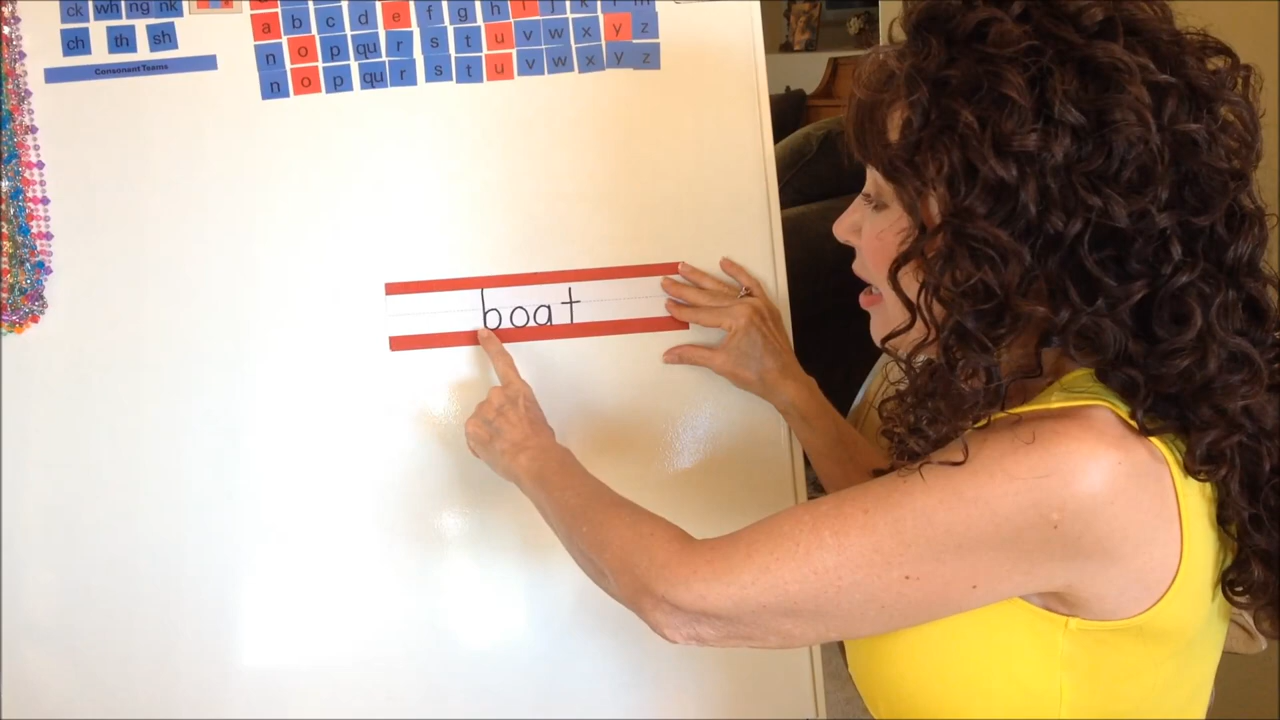 ck wh ng nk
ch th sh
Consonant Teams
a b c d e f g h i j k l m
n o p qu r s t u v w x y z
n o p qu r s t u v w x y z
boat